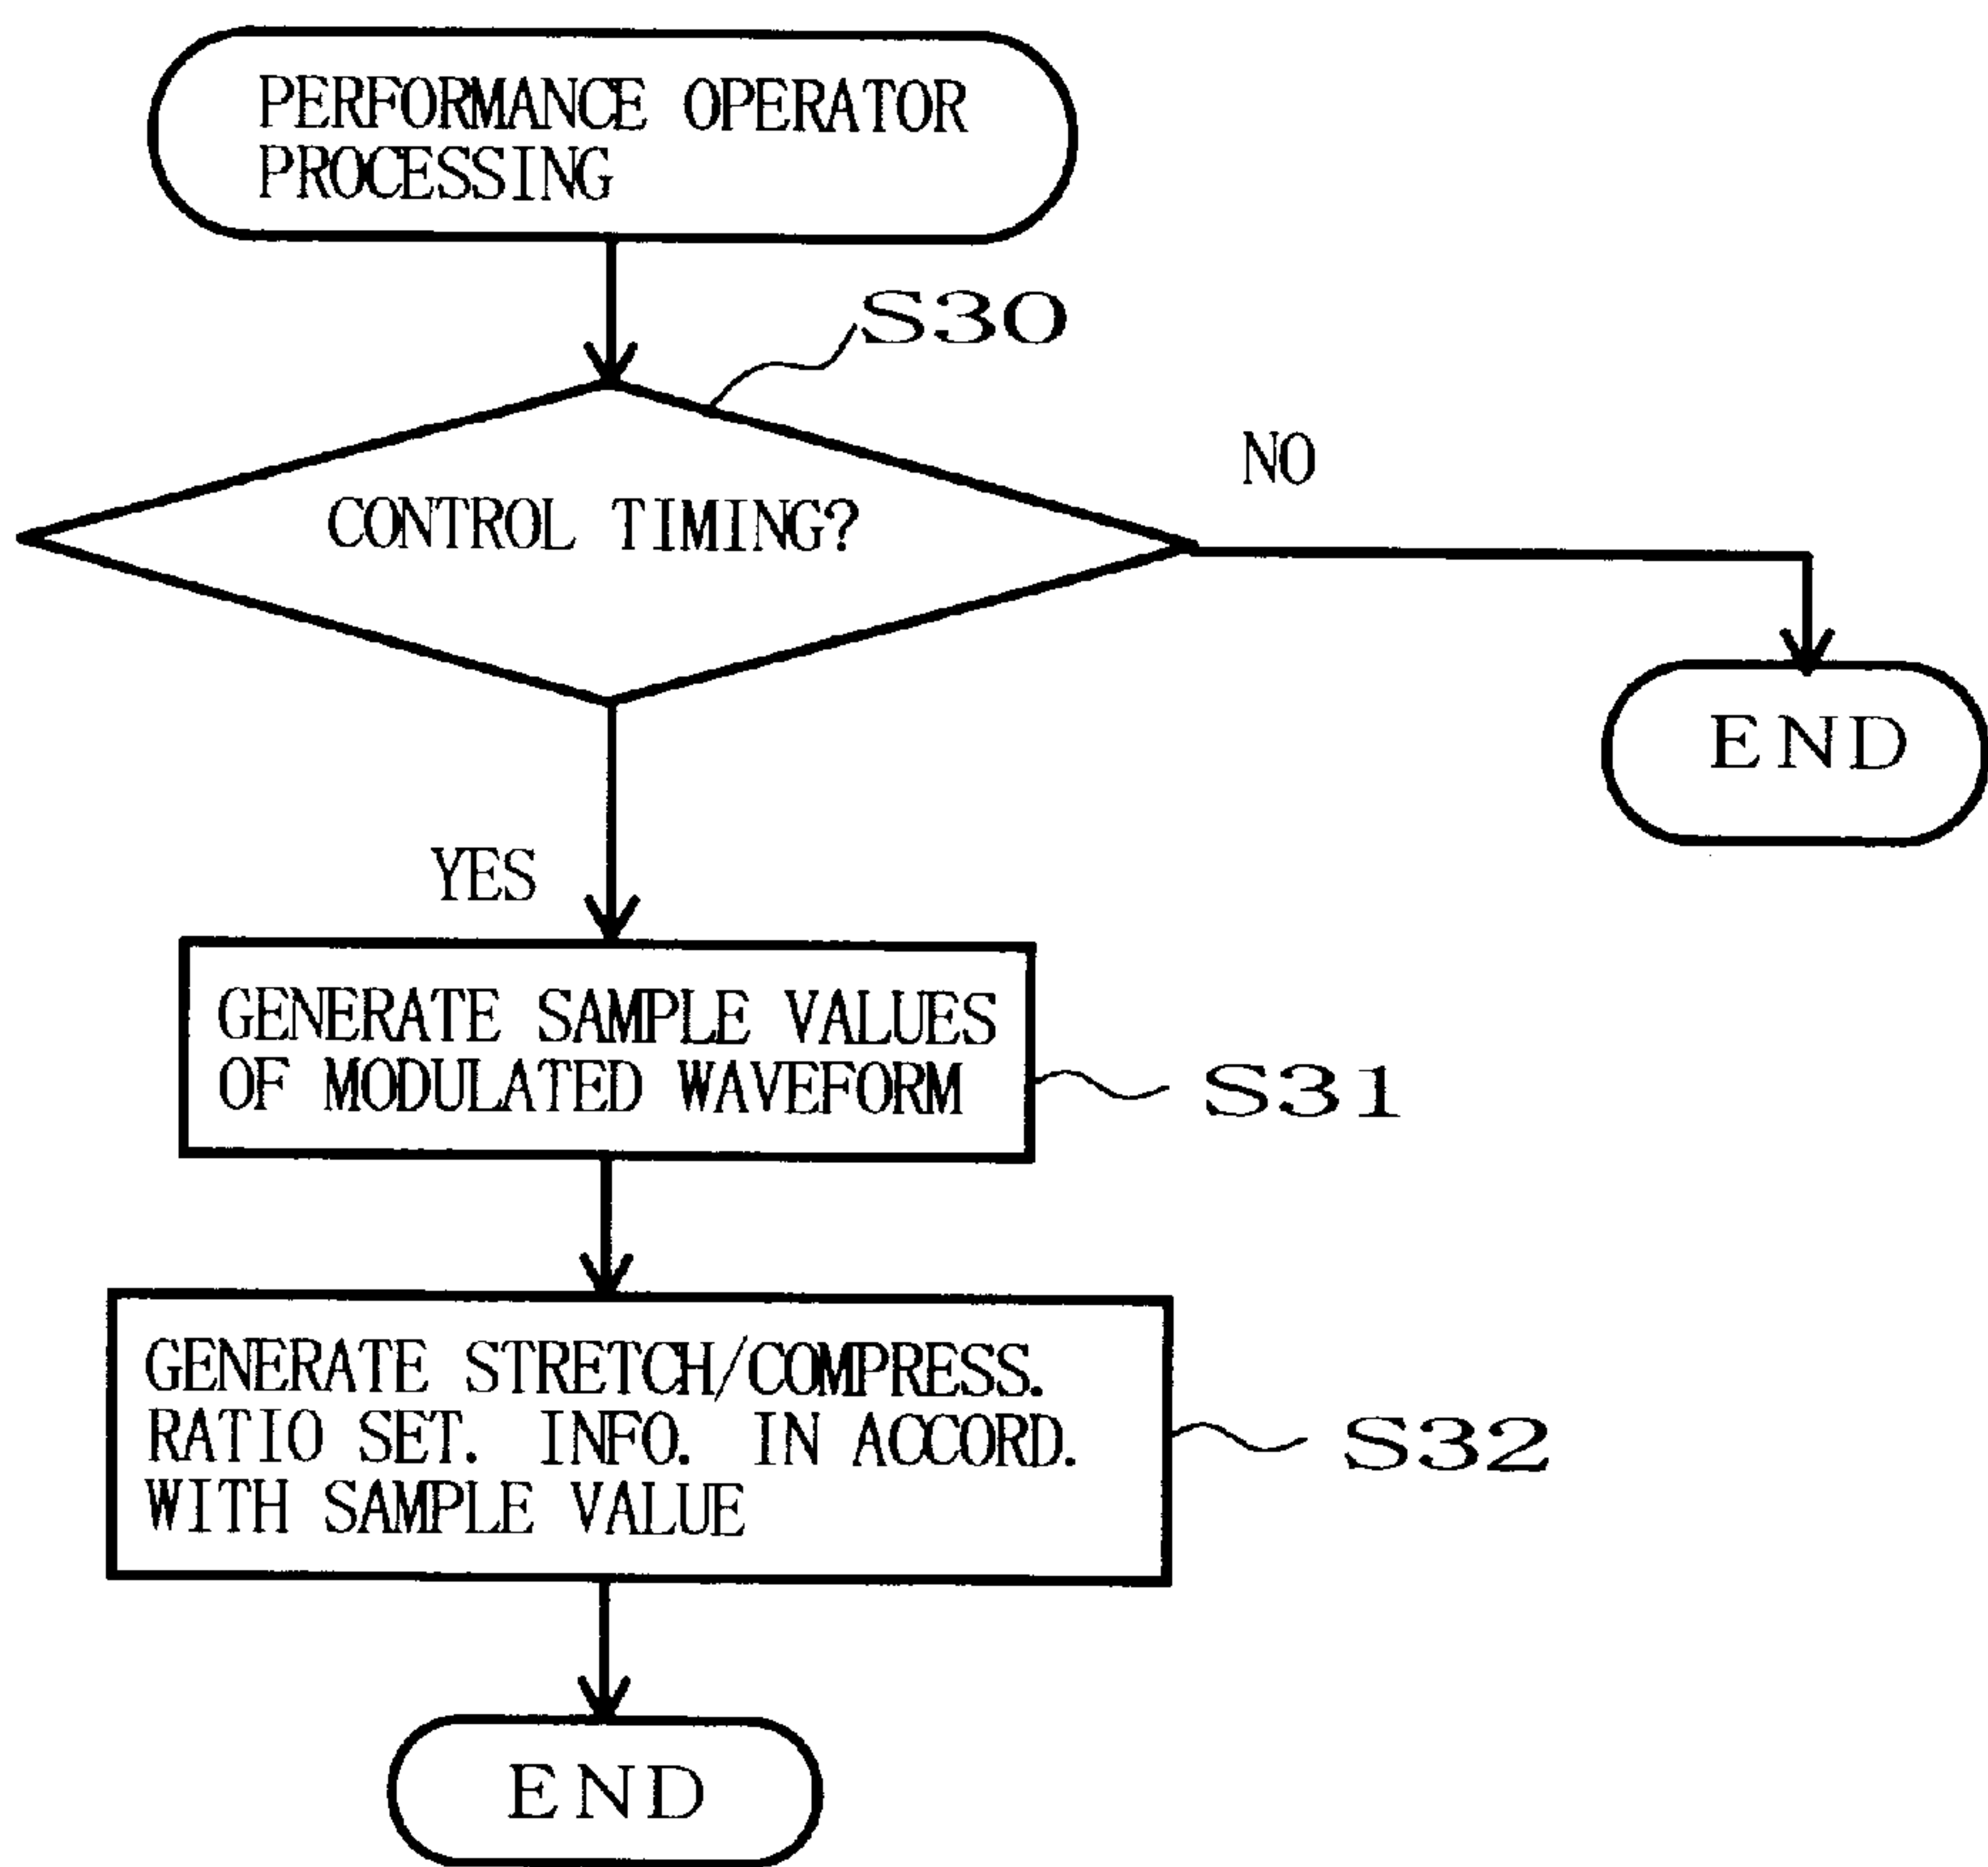 PERFORMANCE OPERATOR
PROCESSING
S30
CONTROL TIMING?
NO
END
YES
GENERATE SAMPLE VALUES
OF MODULATED WAVEFORM
S31
GENERATE STRETCH/COMPRESS.
RATIO SET. INFO. IN ACCORD.
WITH SAMPLE VALUE
S32
END